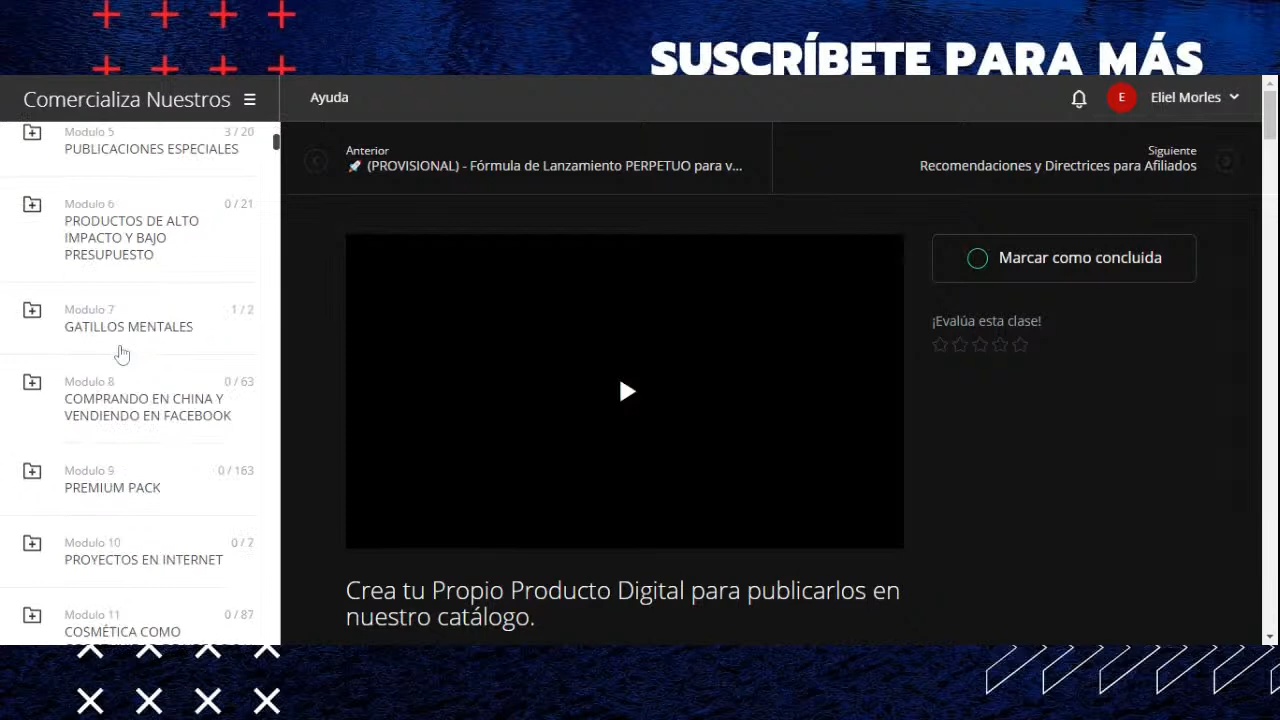 SUSCRÍBETE PARA MÁS
Comercializa Nuestros
Ayuda
E
Eliel Morles
Modulo 5
3 / 20
PUBLICACIONES ESPECIALES
Modulo 6
0 / 21
PRODUCTOS DE ALTO
IMPACTO Y BAJO
PRESUPUESTO
Modulo 7
1 / 2
GATILLOS MENTALES
Modulo 8
0 / 63
COMPRANDO EN CHINA Y
VENDIENDO EN FACEBOOK
Modulo 9
0 / 163
PREMIUM PACK
Modulo 10
0 / 7
PROYECTOS EN INTERNET
Modulo 11
0 / 87
COSMÉTICA COMO
Anterior
(PROVISIONAL) - Fórmula de Lanzamiento PERPETUO para v...
Siguiente
Recomendaciones y Directrices para Afiliados
Marcar como concluida
¡Evalúa esta clase!
Crea tu Propio Producto Digital para publicarlos en
nuestro catálogo.